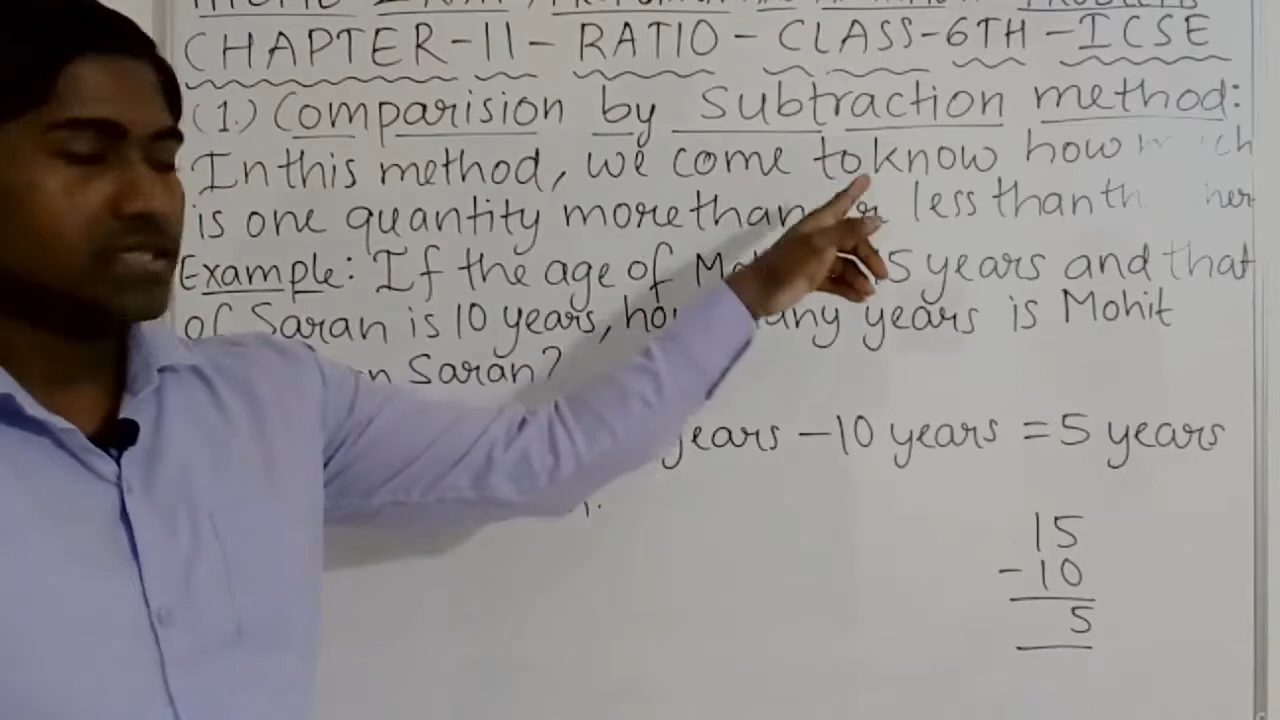 CHAPTER-11- RATIO - CLASS-6TH -ICSE
(1.) Comparision by Subtraction method:
In this method, we come to know how
is one quantity more than or less than
Example: If the age of 5 years and that
of Saran is 10 years, years is Mohit
Saran?
years -10 years = 5 years
15
-10
5